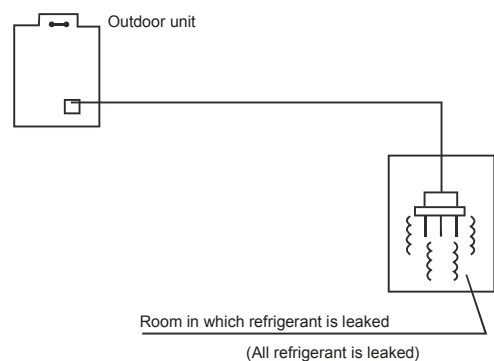 Outdoor unit
Room in which refrigerant is leaked
(All refrigerant is leaked)